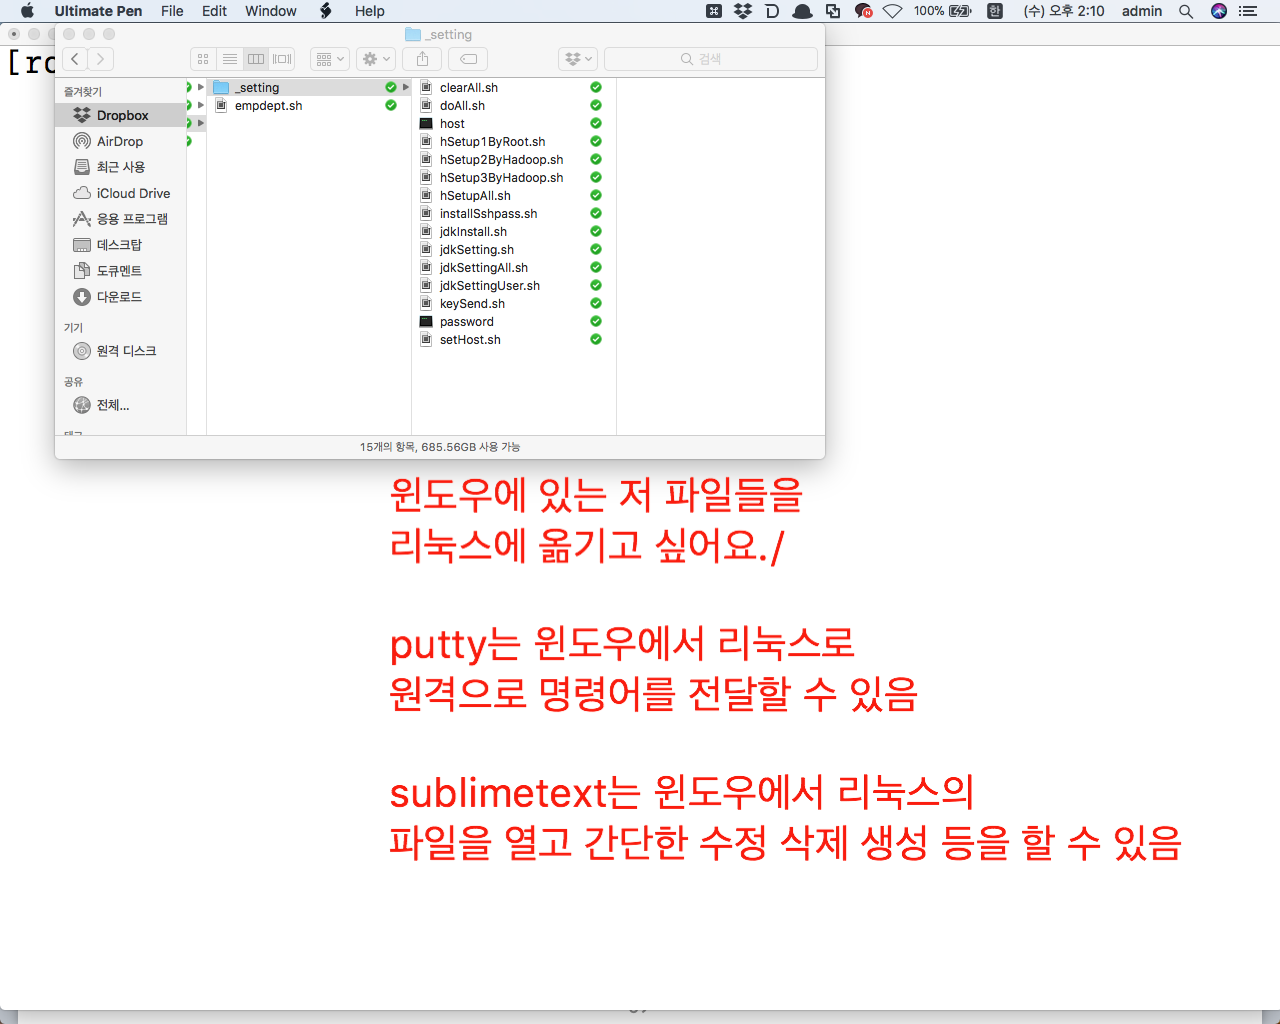 Ultimate Pen File Edit Window Help
100% 한 (수) 오후 2:10 admin
_setting
[ro
검색
즐겨찾기
Dropbox
AirDrop
최근 사용
iCloud Drive
응용 프로그램
데스크탑
도큐멘트
다운로드
기기
원격 디스크
공유
전체...
_setting
empdept.sh
clearAll.sh
doAll.sh
host
hSetup1ByRoot.sh
hSetup2ByHadoop.sh
hSetup3ByHadoop.sh
hSetupAll.sh
installSshpass.sh
jdkInstall.sh
jdkSetting.sh
jdkSettingAll.sh
jdkSettingUser.sh
keySend.sh
password
setHost.sh
15개의 항목, 685.56GB 사용 가능
윈도우에 있는 저 파일들을
리눅스에 옮기고 싶어요./
putty는 윈도우에서 리눅스로
원격으로 명령어를 전달할 수 있음
sublimetext는 윈도우에서 리눅스의
파일을 열고 간단한 수정 삭제 생성 등을 할 수 있음